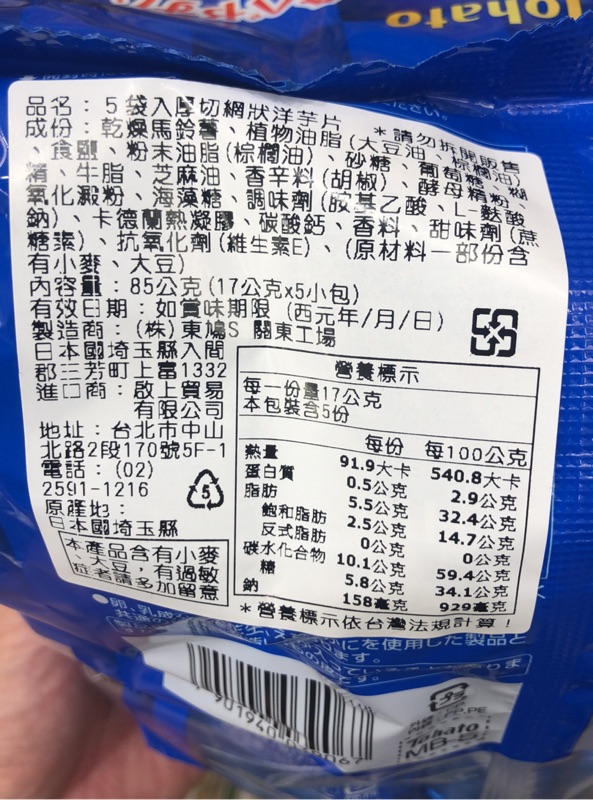 Tohato
品名：5袋入厚切網狀洋芋片 ＊請勿拆開販售
成份：乾燥馬鈴薯、植物油脂(大豆油、棕櫚油)
、食鹽、粉末油脂(棕櫚油)、砂糖、葡萄糖、糊
精、牛脂、芝麻油、香辛料(胡椒)、酵母精粉、
氧化澱粉、海藻糖、調味劑(胺基乙酸、L-麩酸
鈉)、卡德蘭熱凝膠、碳酸鈣、香料、甜味劑(蔗
糖素)、抗氧化劑(維生素E)、(原材料一部份含
有小麥、大豆)
內容量：85公克(17公克x5小包)
有效日期：如賞味期限 (西元年/月/日)
製造商：(株)東鳩S 關東工場
日本國埼玉縣入間
郡三芳町上富1332
進口商：啟上貿易
有限公司
地址：台北市中山
北路2段170號5F-1
電話：(02)
2591-1216
5
原產地：
日本國埼玉縣
本產品含有小麥
、大豆，有過敏
症者請多加留意
營養標示
每一份量17公克
本包裝含5份
每份 每100公克
熱量 91.9大卡 540.8大卡
蛋白質 0.5公克 2.9公克
脂肪 5.5公克 32.4公克
飽和脂肪 2.5公克 14.7公克
反式脂肪 0公克 0公克
碳水化合物 10.1公克 59.4公克
糖 5.8公克 34.1公克
鈉 158毫克 929毫克
＊營養標示依台灣法規計算！
を使用した製品と
Tohato